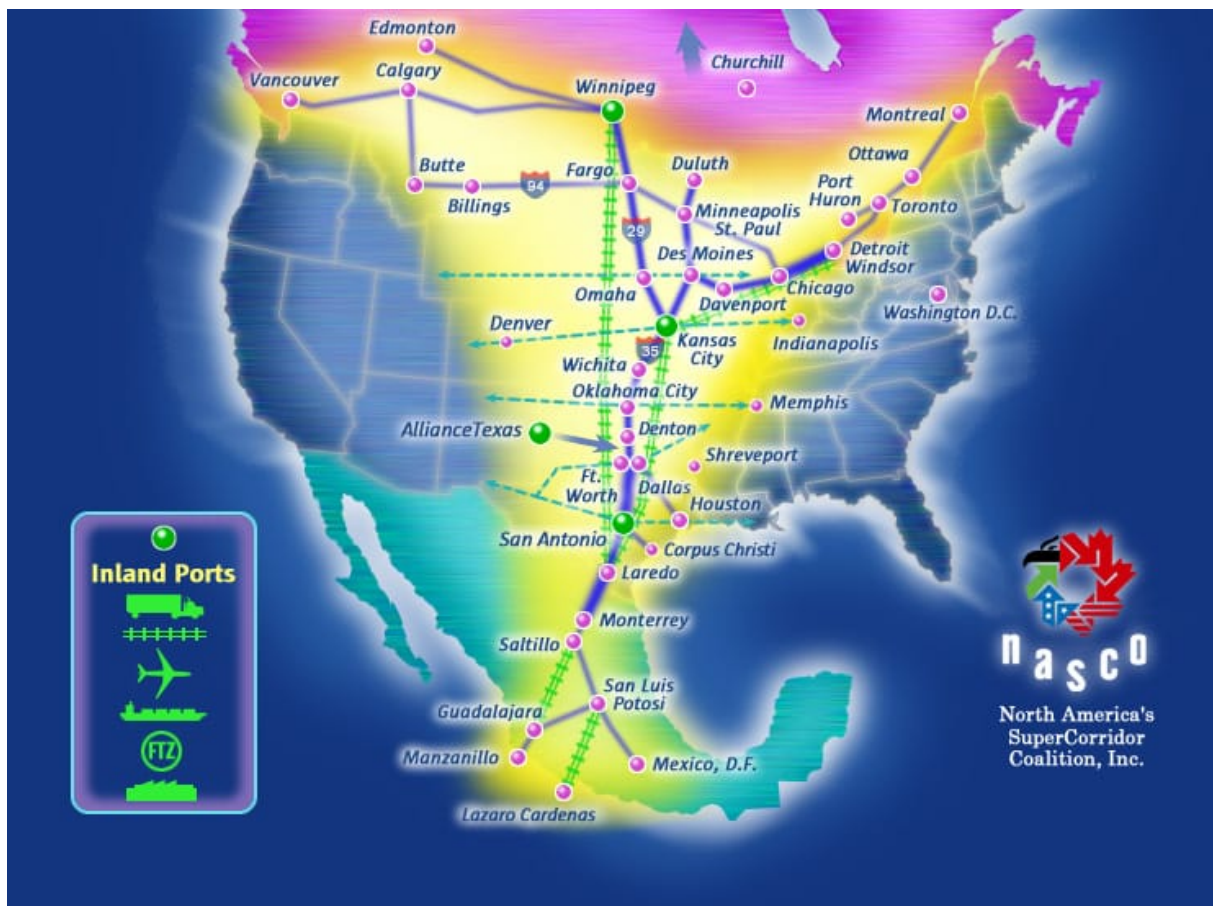 Edmonton
Vancouver
Calgary
Winnipeg
Churchill
Montreal
Butte
Billings
94
Fargo
Duluth
Ottawa
Port
Huron
Toronto
Minneapolis
St. Paul
29
Des Moines
Detroit
Windsor
Omaha
Davenport
Chicago
Washington D.C.
Denver
Kansas
City
Indianapolis
35
Wichita
Oklahoma City
Memphis
AllianceTexas
Denton
Shreveport
Ft.
Worth
Dallas
Houston
San Antonio
Corpus Christi
Laredo
Monterrey
Saltillo
San Luis
Potosi
Guadalajara
Manzanillo
Mexico, D.F.
Lazaro Cardenas
Inland Ports
FTZ
nasco
North America's
SuperCorridor
Coalition, Inc.